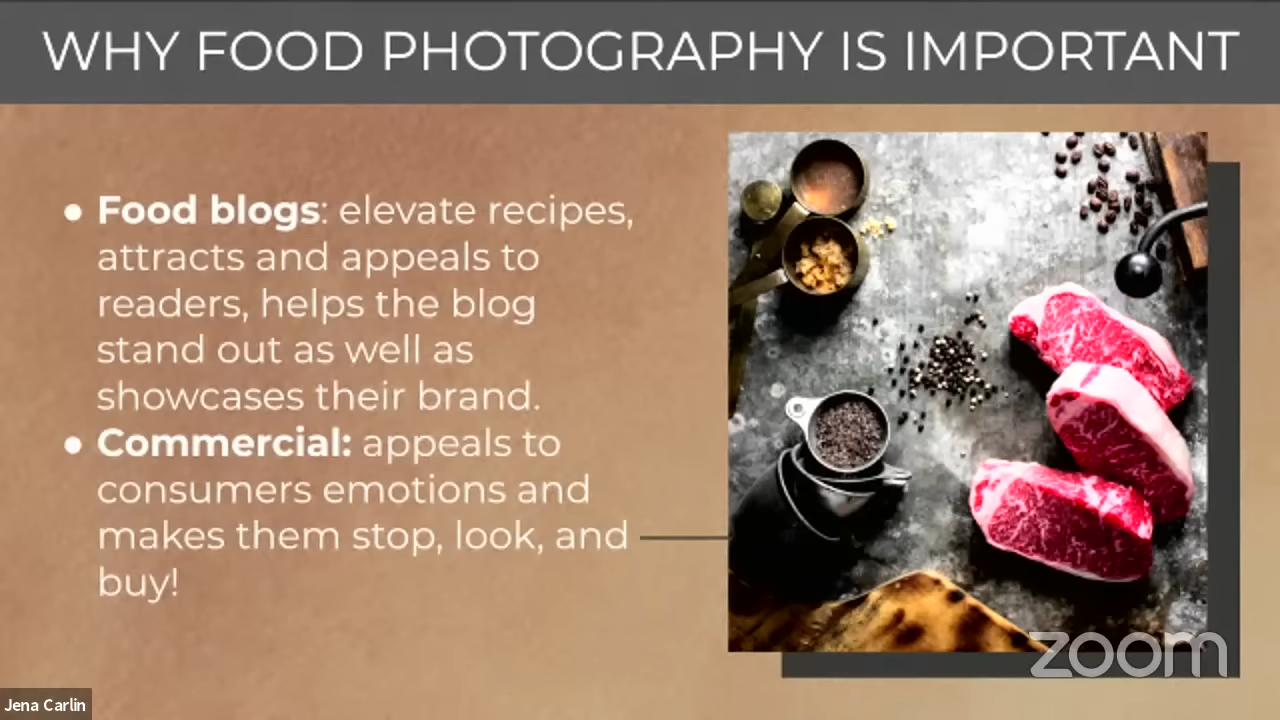 WHY FOOD PHOTOGRAPHY IS IMPORTANT
● Food blogs: elevate recipes,
attracts and appeals to
readers, helps the blog
stand out as well as
showcases their brand.
● Commercial: appeals to
consumers emotions and
makes them stop, look, and
buy!
zoom
Jena Carlin